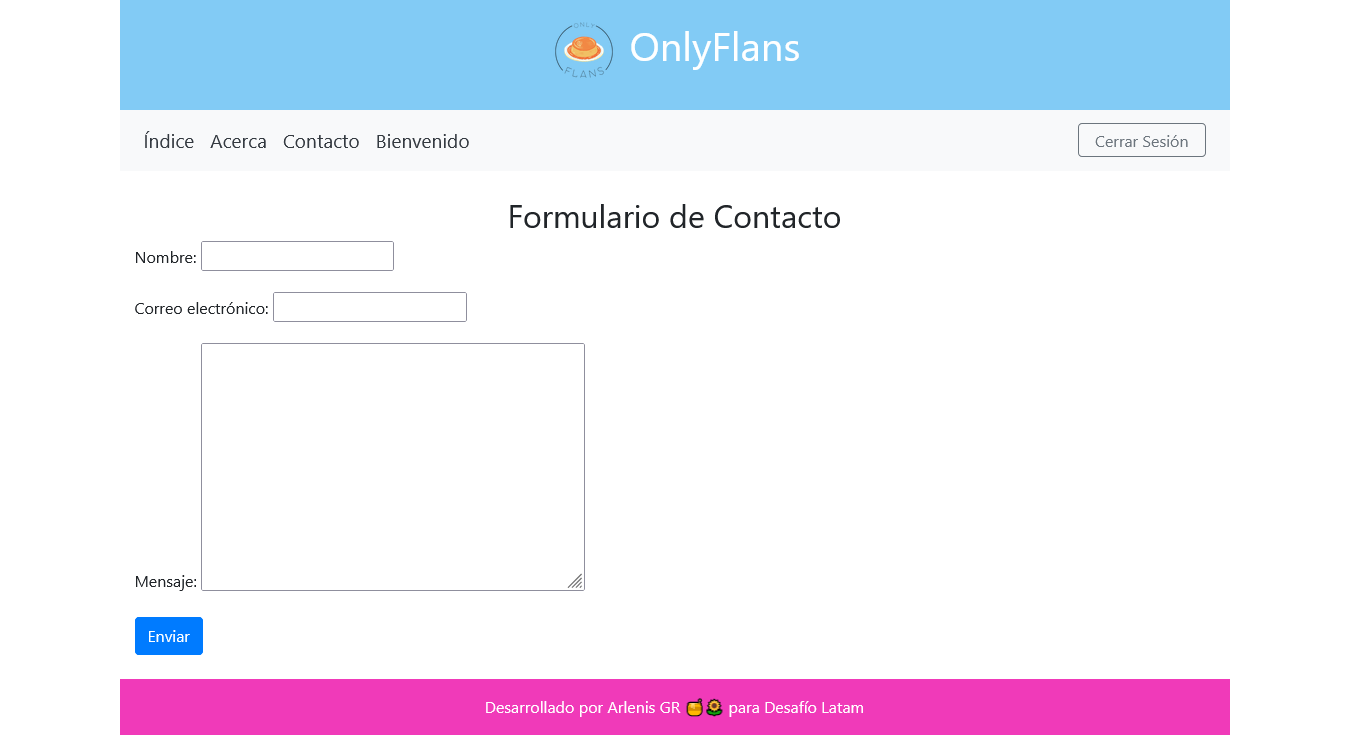 ONLY
FLANS
OnlyFlans
Índice Acerca Contacto Bienvenido
Cerrar Sesión
Formulario de Contacto
Nombre:
Correo electrónico:
Mensaje:
Enviar
Desarrollado por Arlenis GR 🍯🌻 para Desafío Latam